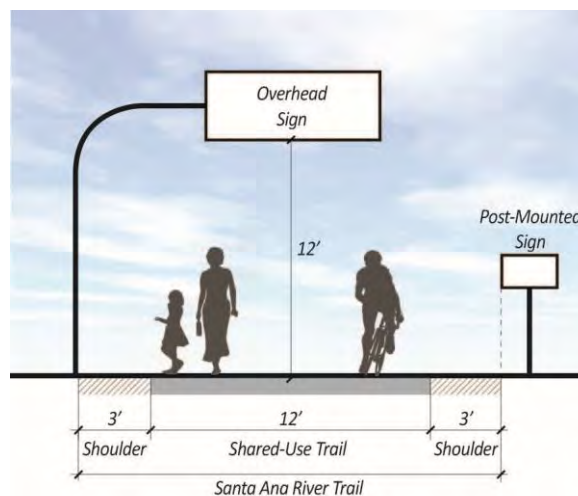 Overhead
Sign
12'
Post-Mounted
Sign
3'
12'
3'
Shoulder
Shared-Use Trail
Shoulder
Santa Ana River Trail